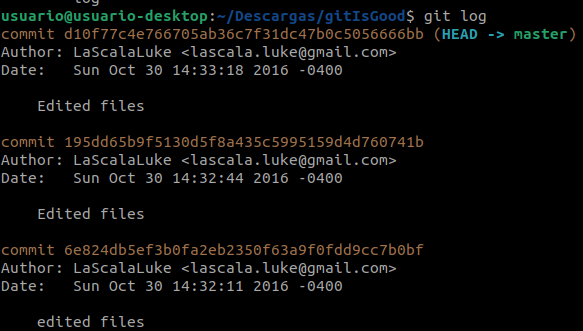 log
usuario@usuario-desktop:~/Descargas/gitIsGood$ git log
commit d10f77c4e766705ab36c7f31dc47b0c5056666bb (HEAD -> master)
Author: LaScalaLuke <lascala.luke@gmail.com>
Date:   Sun Oct 30 14:33:18 2016 -0400
Edited files
commit 195dd65b9f5130d5f8a435c5995159d4d760741b
Author: LaScalaLuke <lascala.luke@gmail.com>
Date:   Sun Oct 30 14:32:44 2016 -0400
Edited files
commit 6e824db5ef3b0fa2eb2350f63a9f0fdd9cc7b0bf
Author: LaScalaLuke <lascala.luke@gmail.com>
Date:   Sun Oct 30 14:32:11 2016 -0400
edited files